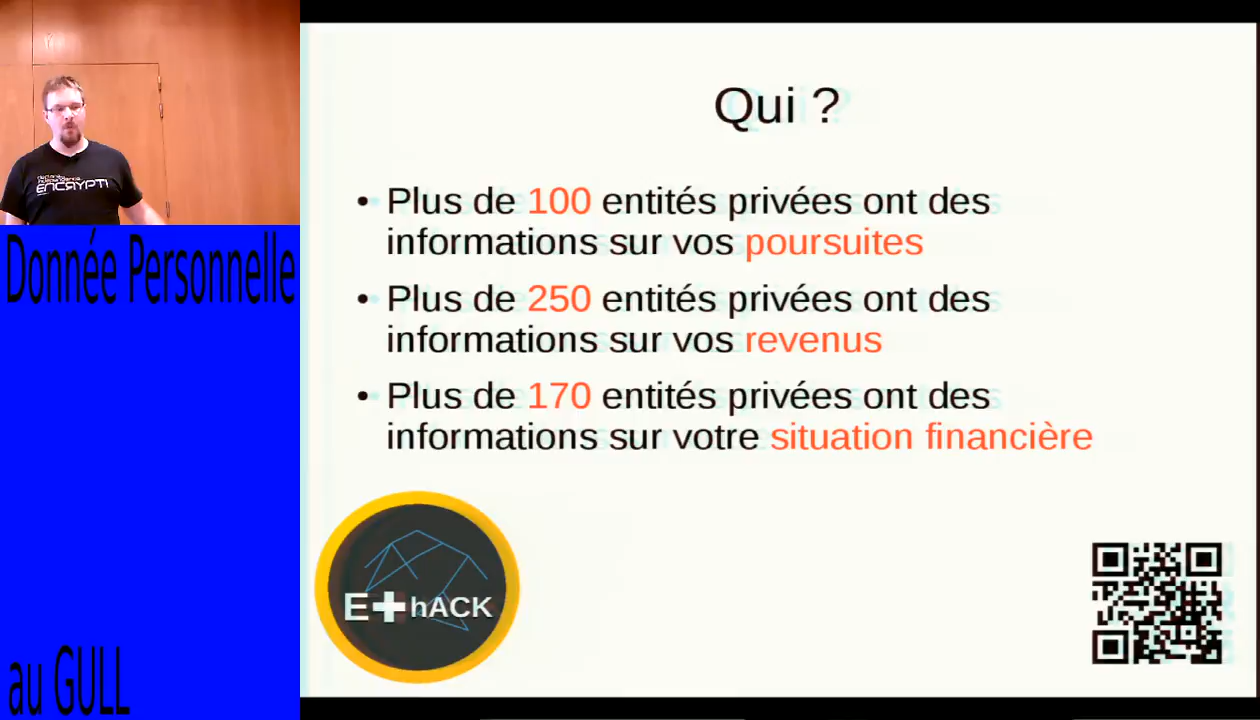 ENCRYPT!
Donnée Personnelle
au GULL
Qui ?
• Plus de 100 entités privées ont des
informations sur vos poursuites
• Plus de 250 entités privées ont des
informations sur vos revenus
• Plus de 170 entités privées ont des
informations sur votre situation financière
E+hACK